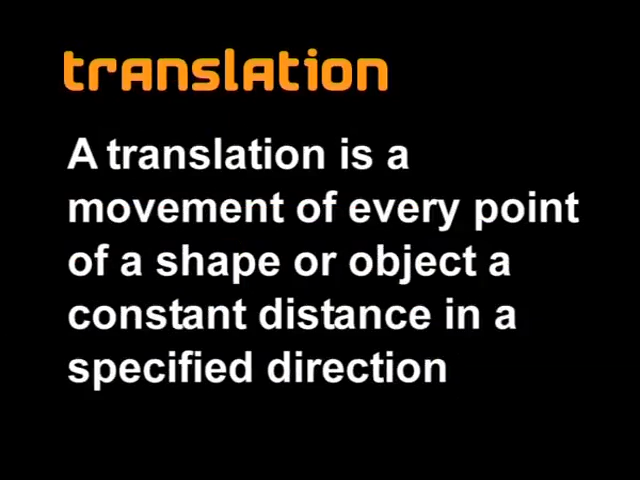 translation
A translation is a
movement of every point
of a shape or object a
constant distance in a
specified direction